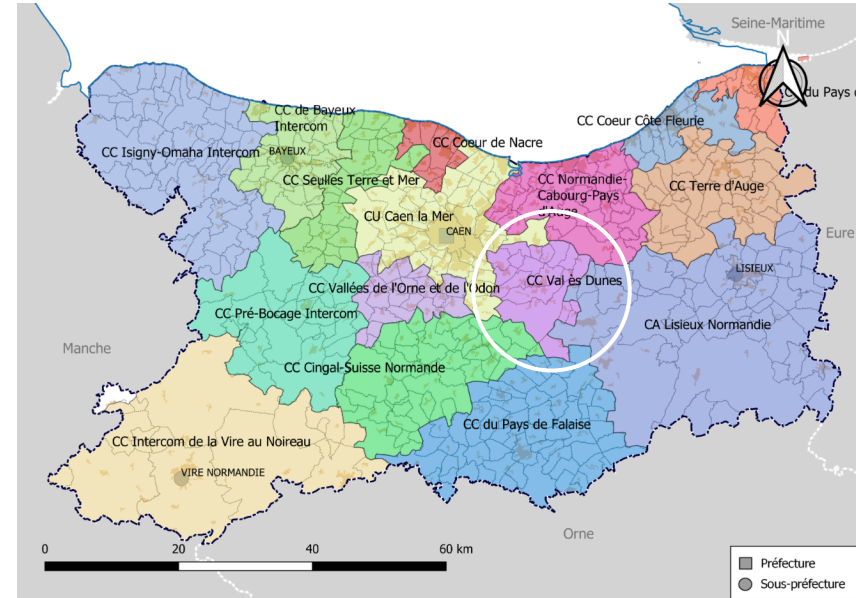 Seine-Maritime
N
du Pays d
CC de Bayeux
Intercom
CC Coeur Côte Fleurie
CC Coeur de Nacre
CC Isigny-Omaha Intercom
BAYEUX
CC Seulles Terre et Mer
CC Normandie-
Cabourg-Pays
d'Auge
CC Terre d'Auge
CU Caen la Mer
CAEN
Eure
LISIEUX
CC Val ès Dunes
CC Vallées de l'Orne et de l'Odon
CC Pré-Bocage Intercom
CA Lisieux Normandie
Manche
CC Cingal-Suisse Normande
CC du Pays de Falaise
CC Intercom de la Vire au Noireau
VIRE NORMANDIE
Orne
0 20 40 60 km
Préfecture
Sous-préfecture